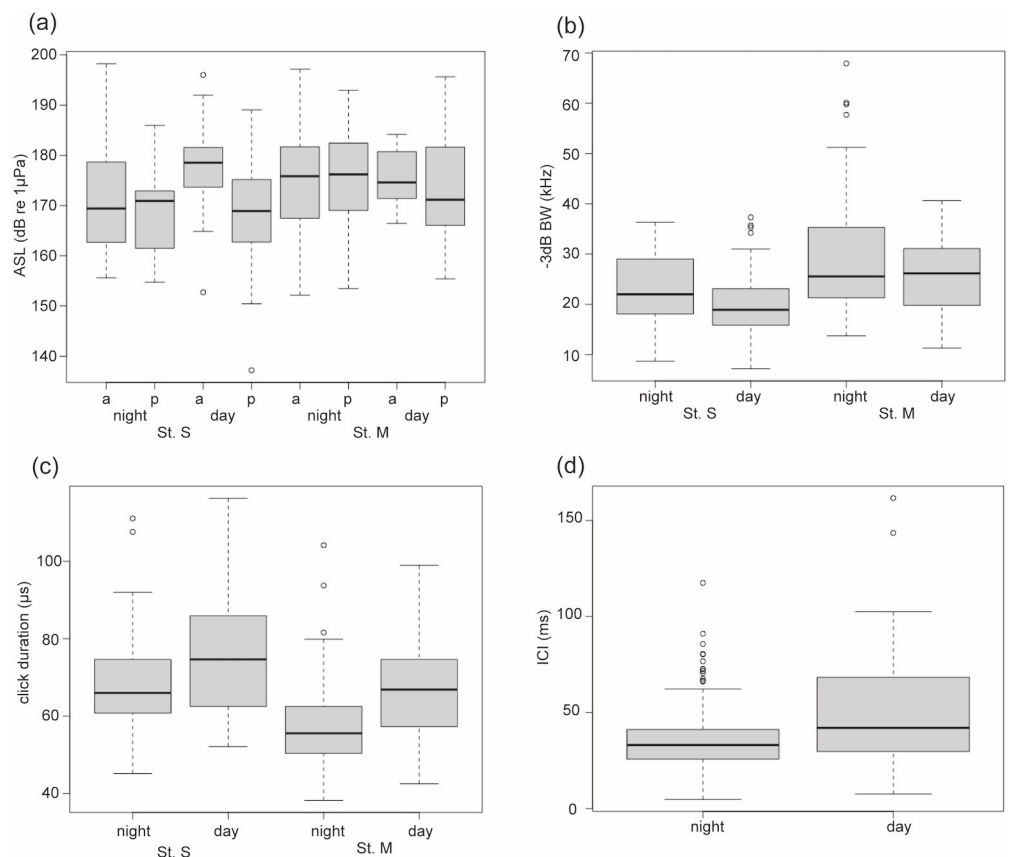 (a)
200
190
180
170
160
150
140
ASL (dB re 1µPa)
a p a p a p a p
night day night day
St. S St. M
(b)
70
60
50
40
30
20
10
-3dB BW (kHz)
night day night day
St. S St. M
(c)
100
80
60
40
click duration (µs)
night day night day
St. S St. M
(d)
150
100
50
0
ICI (ms)
night day